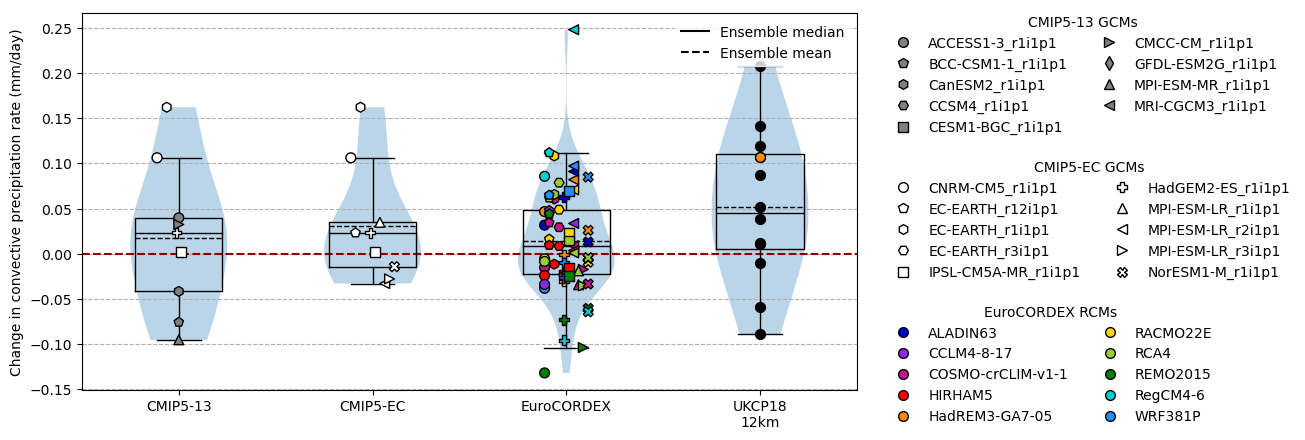 Change in convective precipitation rate (mm/day)
0.25
0.20
0.15
0.10
0.05
0.00
−0.05
−0.10
−0.15
CMIP5-13
CMIP5-EC
EuroCORDEX
UKCP18
12km
Ensemble median
Ensemble mean
CMIP5-13 GCMs
ACCESS1-3_r1i1p1
BCC-CSM1-1_r1i1p1
CanESM2_r1i1p1
CCSM4_r1i1p1
CESM1-BGC_r1i1p1
CMCC-CM_r1i1p1
GFDL-ESM2G_r1i1p1
MPI-ESM-MR_r1i1p1
MRI-CGCM3_r1i1p1
CMIP5-EC GCMs
CNRM-CM5_r1i1p1
EC-EARTH_r12i1p1
EC-EARTH_r1i1p1
EC-EARTH_r3i1p1
IPSL-CM5A-MR_r1i1p1
HadGEM2-ES_r1i1p1
MPI-ESM-LR_r1i1p1
MPI-ESM-LR_r2i1p1
MPI-ESM-LR_r3i1p1
NorESM1-M_r1i1p1
EuroCORDEX RCMs
ALADIN63
CCLM4-8-17
COSMO-crCLIM-v1-1
HIRHAM5
HadREM3-GA7-05
RACMO22E
RCA4
REMO2015
RegCM4-6
WRF381P